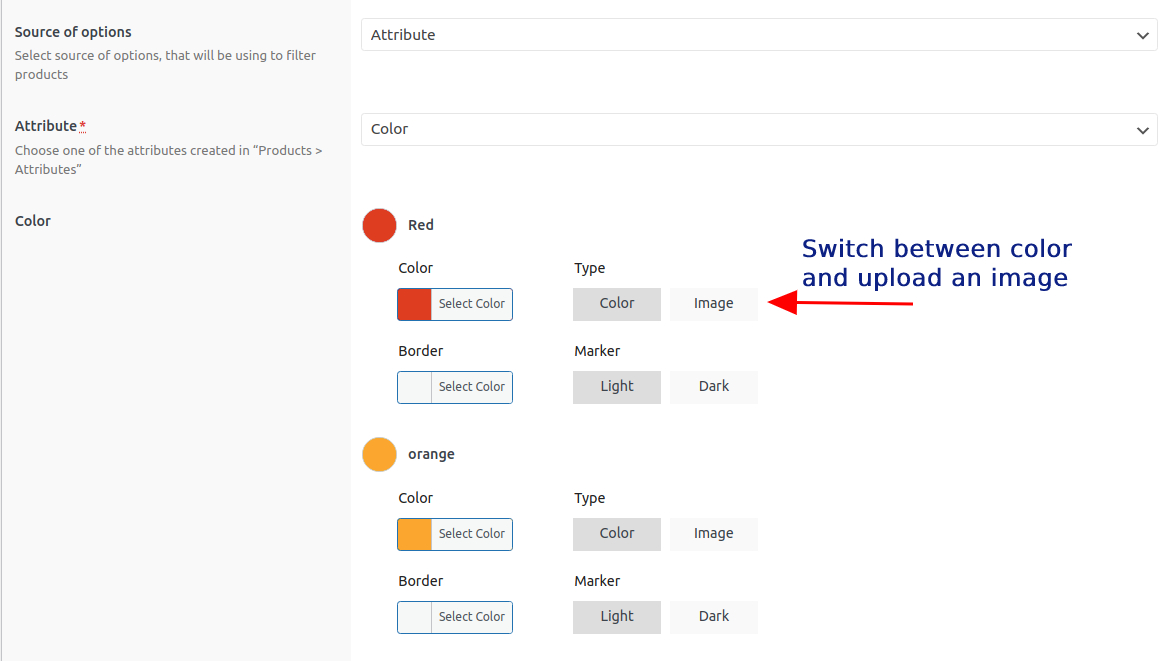 Source of options
Select source of options, that will be using to filter
products
Attribute
Attribute*
Choose one of the attributes created in “Products >
Attributes”
Color
Color
Red
Color
Type
Select Color
Color
Image
Switch between color
and upload an image
Border
Marker
Select Color
Light
Dark
orange
Color
Type
Select Color
Color
Image
Border
Marker
Select Color
Light
Dark